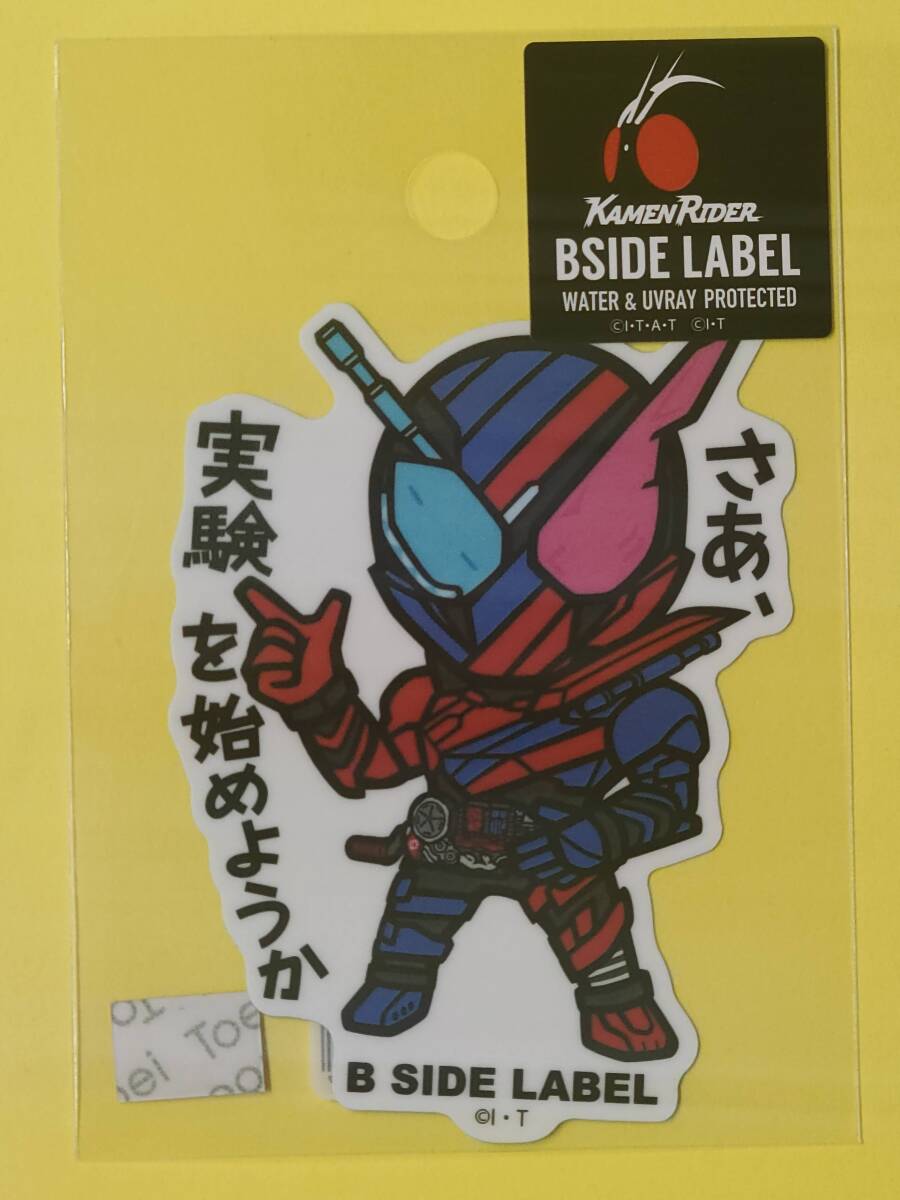 KAMEN RIDER
BSIDE LABEL
WATER & UVRAY PROTECTED
©I・T・A・T ©I・T
さあ、
実験を始めようか
Toei
B SIDE LABEL
©I・T